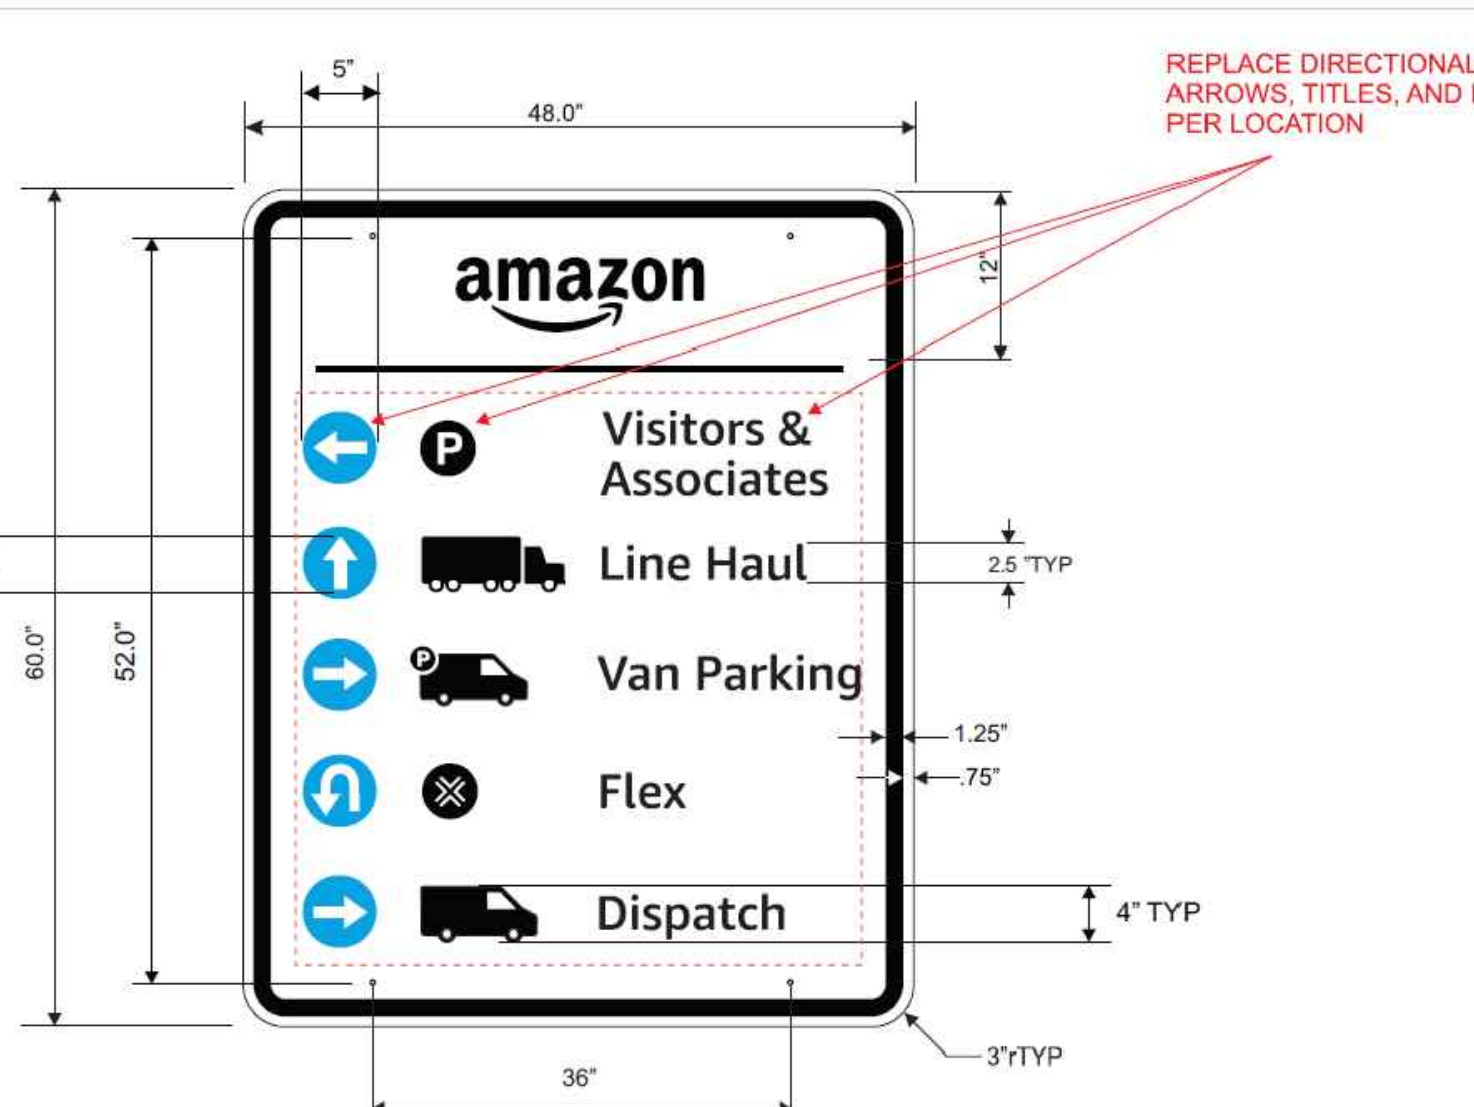 5”
48.0”
REPLACE DIRECTIONAL
ARROWS, TITLES, AND
PER LOCATION
12”
amazon
P
Visitors &
Associates
Line Haul
2.5 "TYP
60.0”
52.0”
P
Van Parking
1.25”
.75”
Flex
Dispatch
4” TYP
3”rTYP
36”